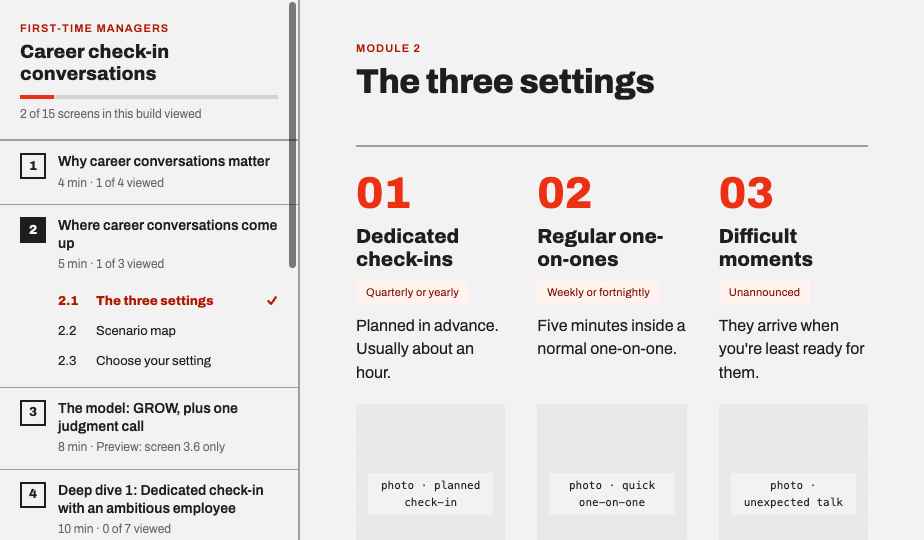 FIRST-TIME MANAGERS
Career check-in
conversations
2 of 15 screens in this build viewed
1
Why career conversations matter
4 min · 1 of 4 viewed
2
Where career conversations come
up
5 min · 1 of 3 viewed
2.1 The three settings
2.2 Scenario map
2.3 Choose your setting
3
The model: GROW, plus one
judgment call
8 min · Preview: screen 3.6 only
4
Deep dive 1: Dedicated check-in
with an ambitious employee
10 min · 0 of 7 viewed
MODULE 2
The three settings
01
Dedicated
check-ins
Quarterly or yearly
Planned in advance.
Usually about an
hour.
photo · planned
check-in
02
Regular one-
on-ones
Weekly or fortnightly
Five minutes inside a
normal one-on-one.
photo · quick
one-on-one
03
Difficult
moments
Unannounced
They arrive when
you're least ready for
them.
photo ·
unexpected talk